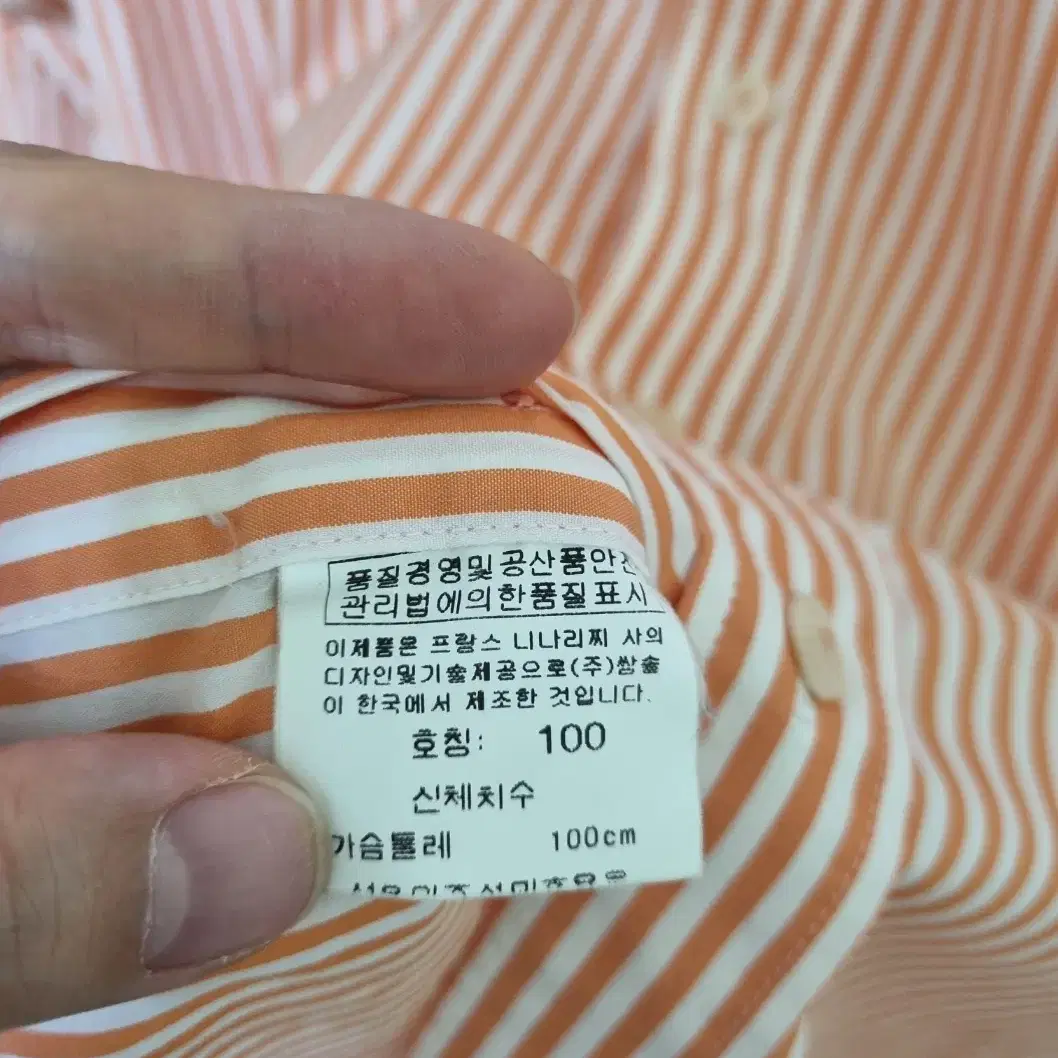 품질경영및공산품안전
관리법에의한품질표시
이제품은 프랑스 니나리찌 사의
디자인및기술제공으로(주)쌍솔
이 한국에서 제조한 것입니다.
호칭: 100
신체치수
가슴둘레 100cm